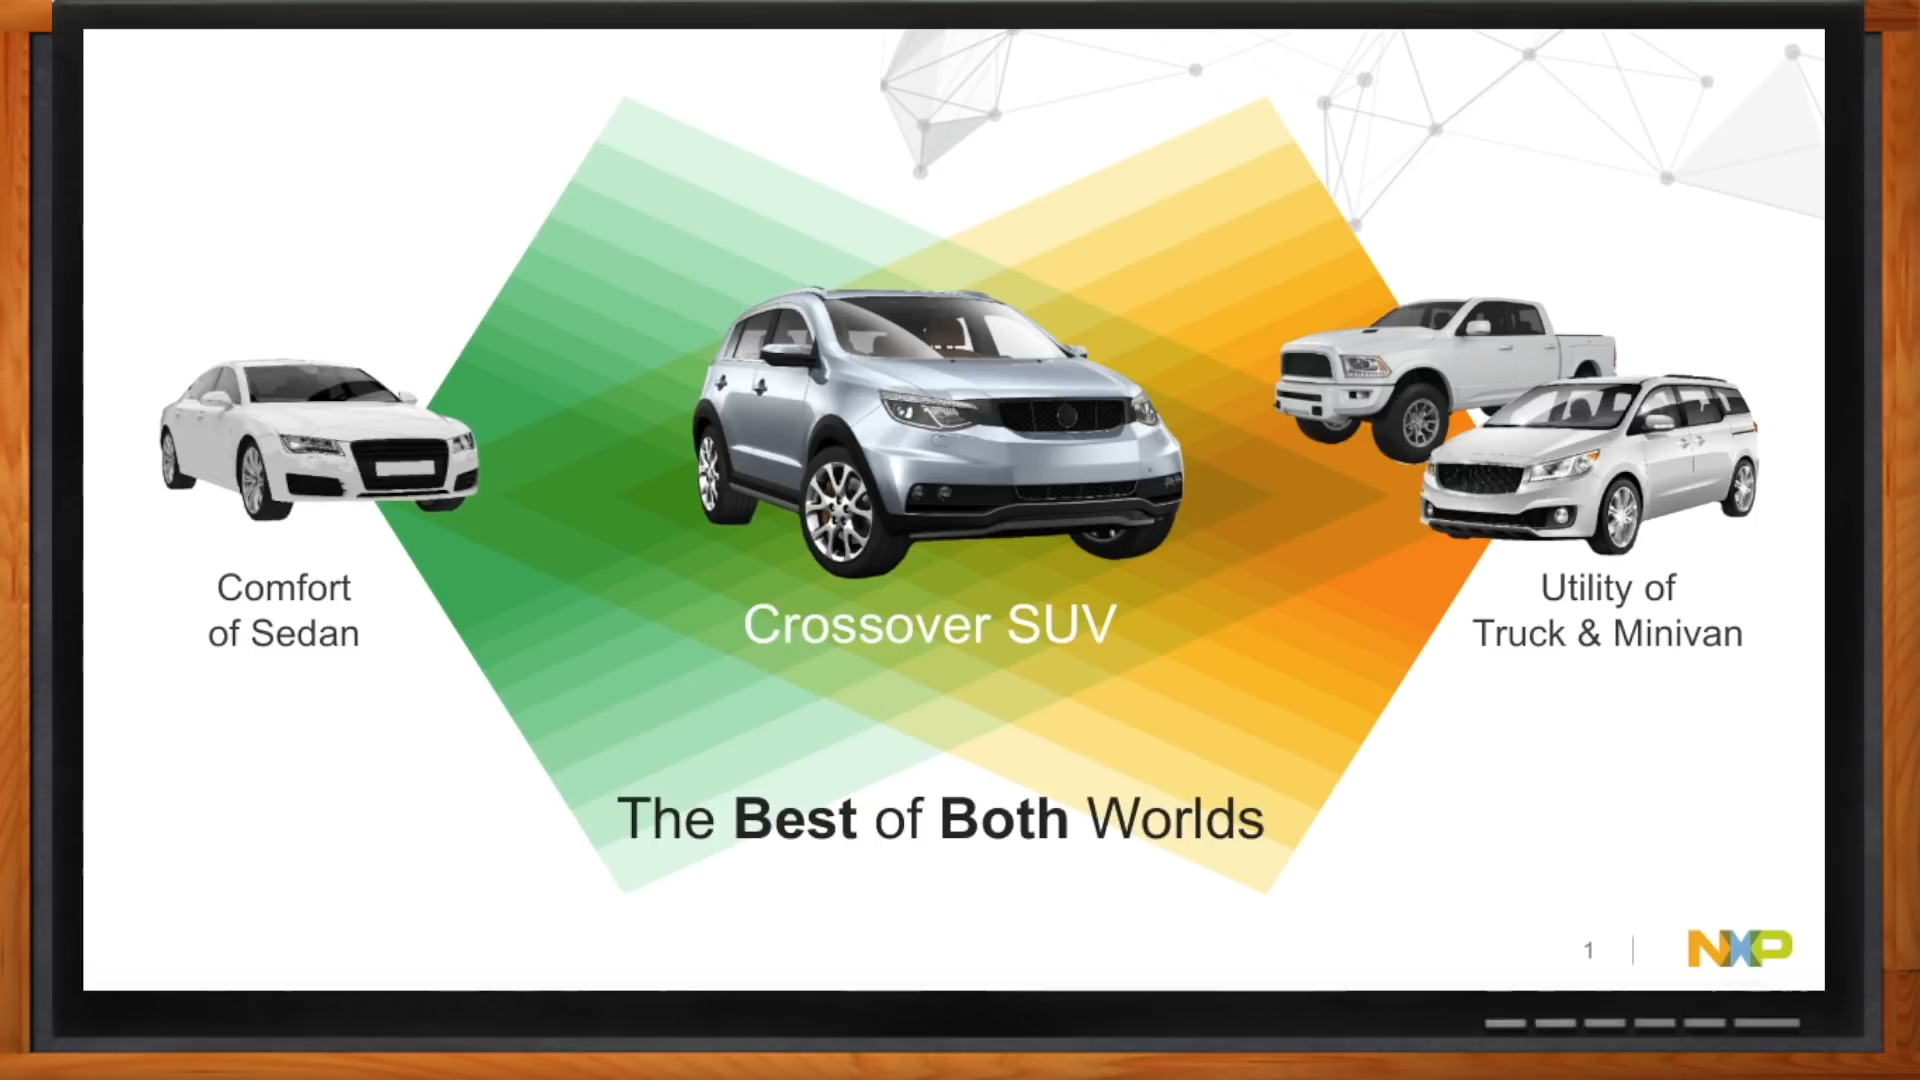 Comfort
of Sedan
Crossover SUV
Utility of
Truck & Minivan
The Best of Both Worlds
1
NXP